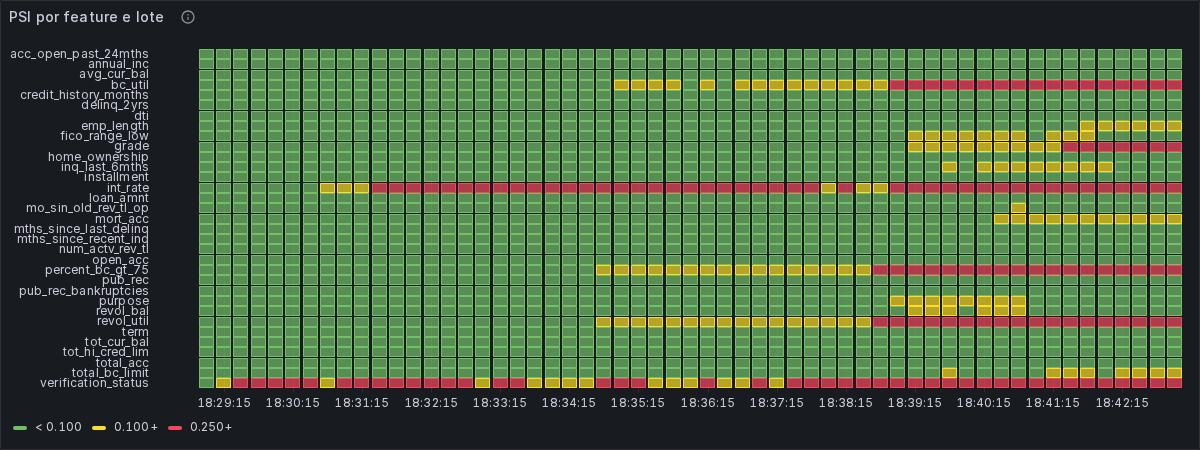 PSI por feature e lote
acc_open_past_24mths
annual_inc
avg_cur_bal
bc_util
credit_history_months
delinq_2yrs
dti
emp_length
fico_range_low
grade
home_ownership
inq_last_6mths
installment
int_rate
loan_amnt
mo_sin_old_rev_tl_op
mort_acc
mths_since_last_delinq
mths_since_recent_inq
num_actv_rev_tl
open_acc
percent_bc_gt_75
pub_rec
pub_rec_bankruptcies
purpose
revol_bal
revol_util
term
tot_cur_bal
tot_hi_cred_lim
total_acc
total_bc_limit
verification_status
18:29:15 18:30:15 18:31:15 18:32:15 18:33:15 18:34:15 18:35:15 18:36:15 18:37:15 18:38:15 18:39:15 18:40:15 18:41:15 18:42:15
< 0.100 0.100+ 0.250+